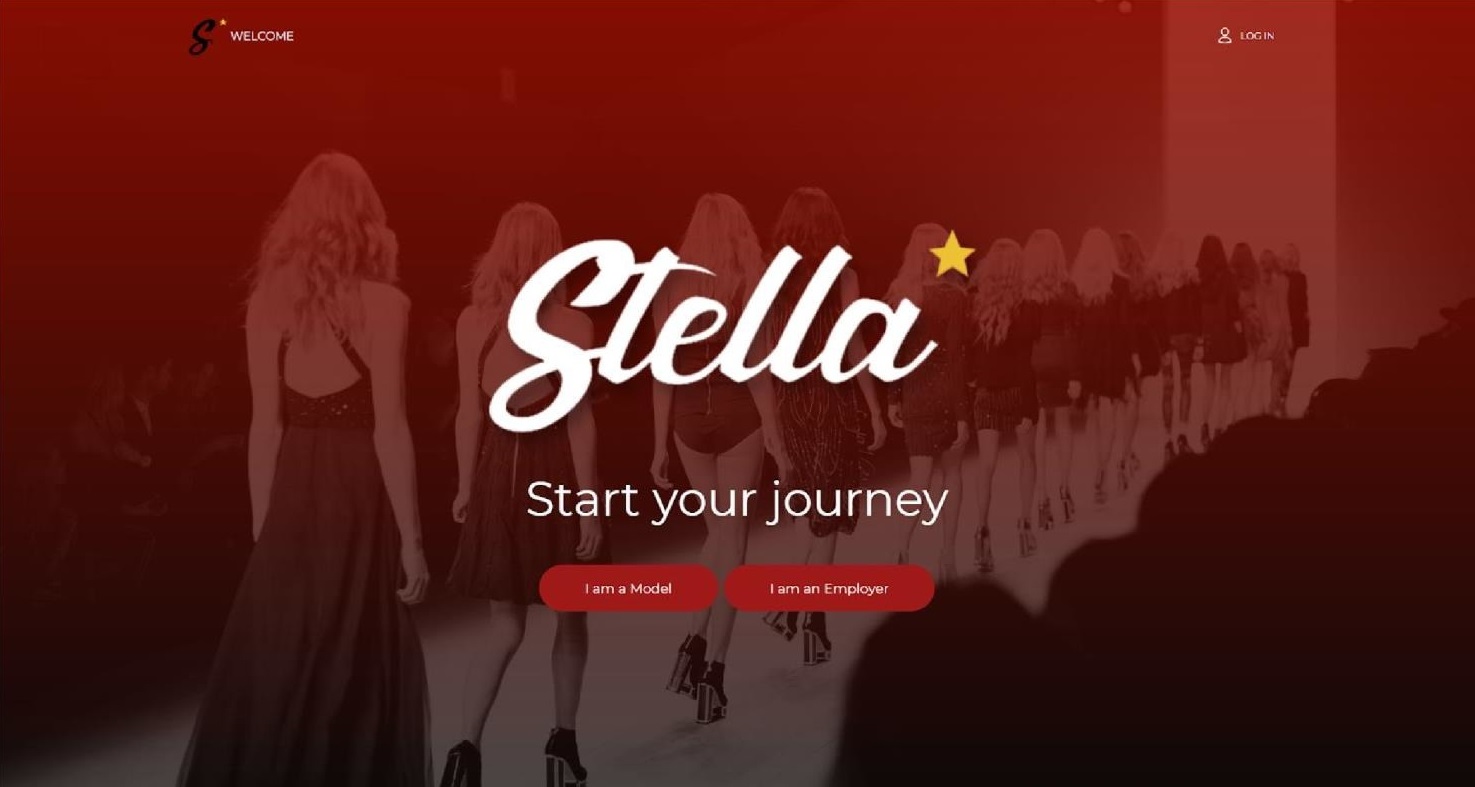 S WELCOME
LOG IN
Stella
Start your journey
I am a Model
I am an Employer